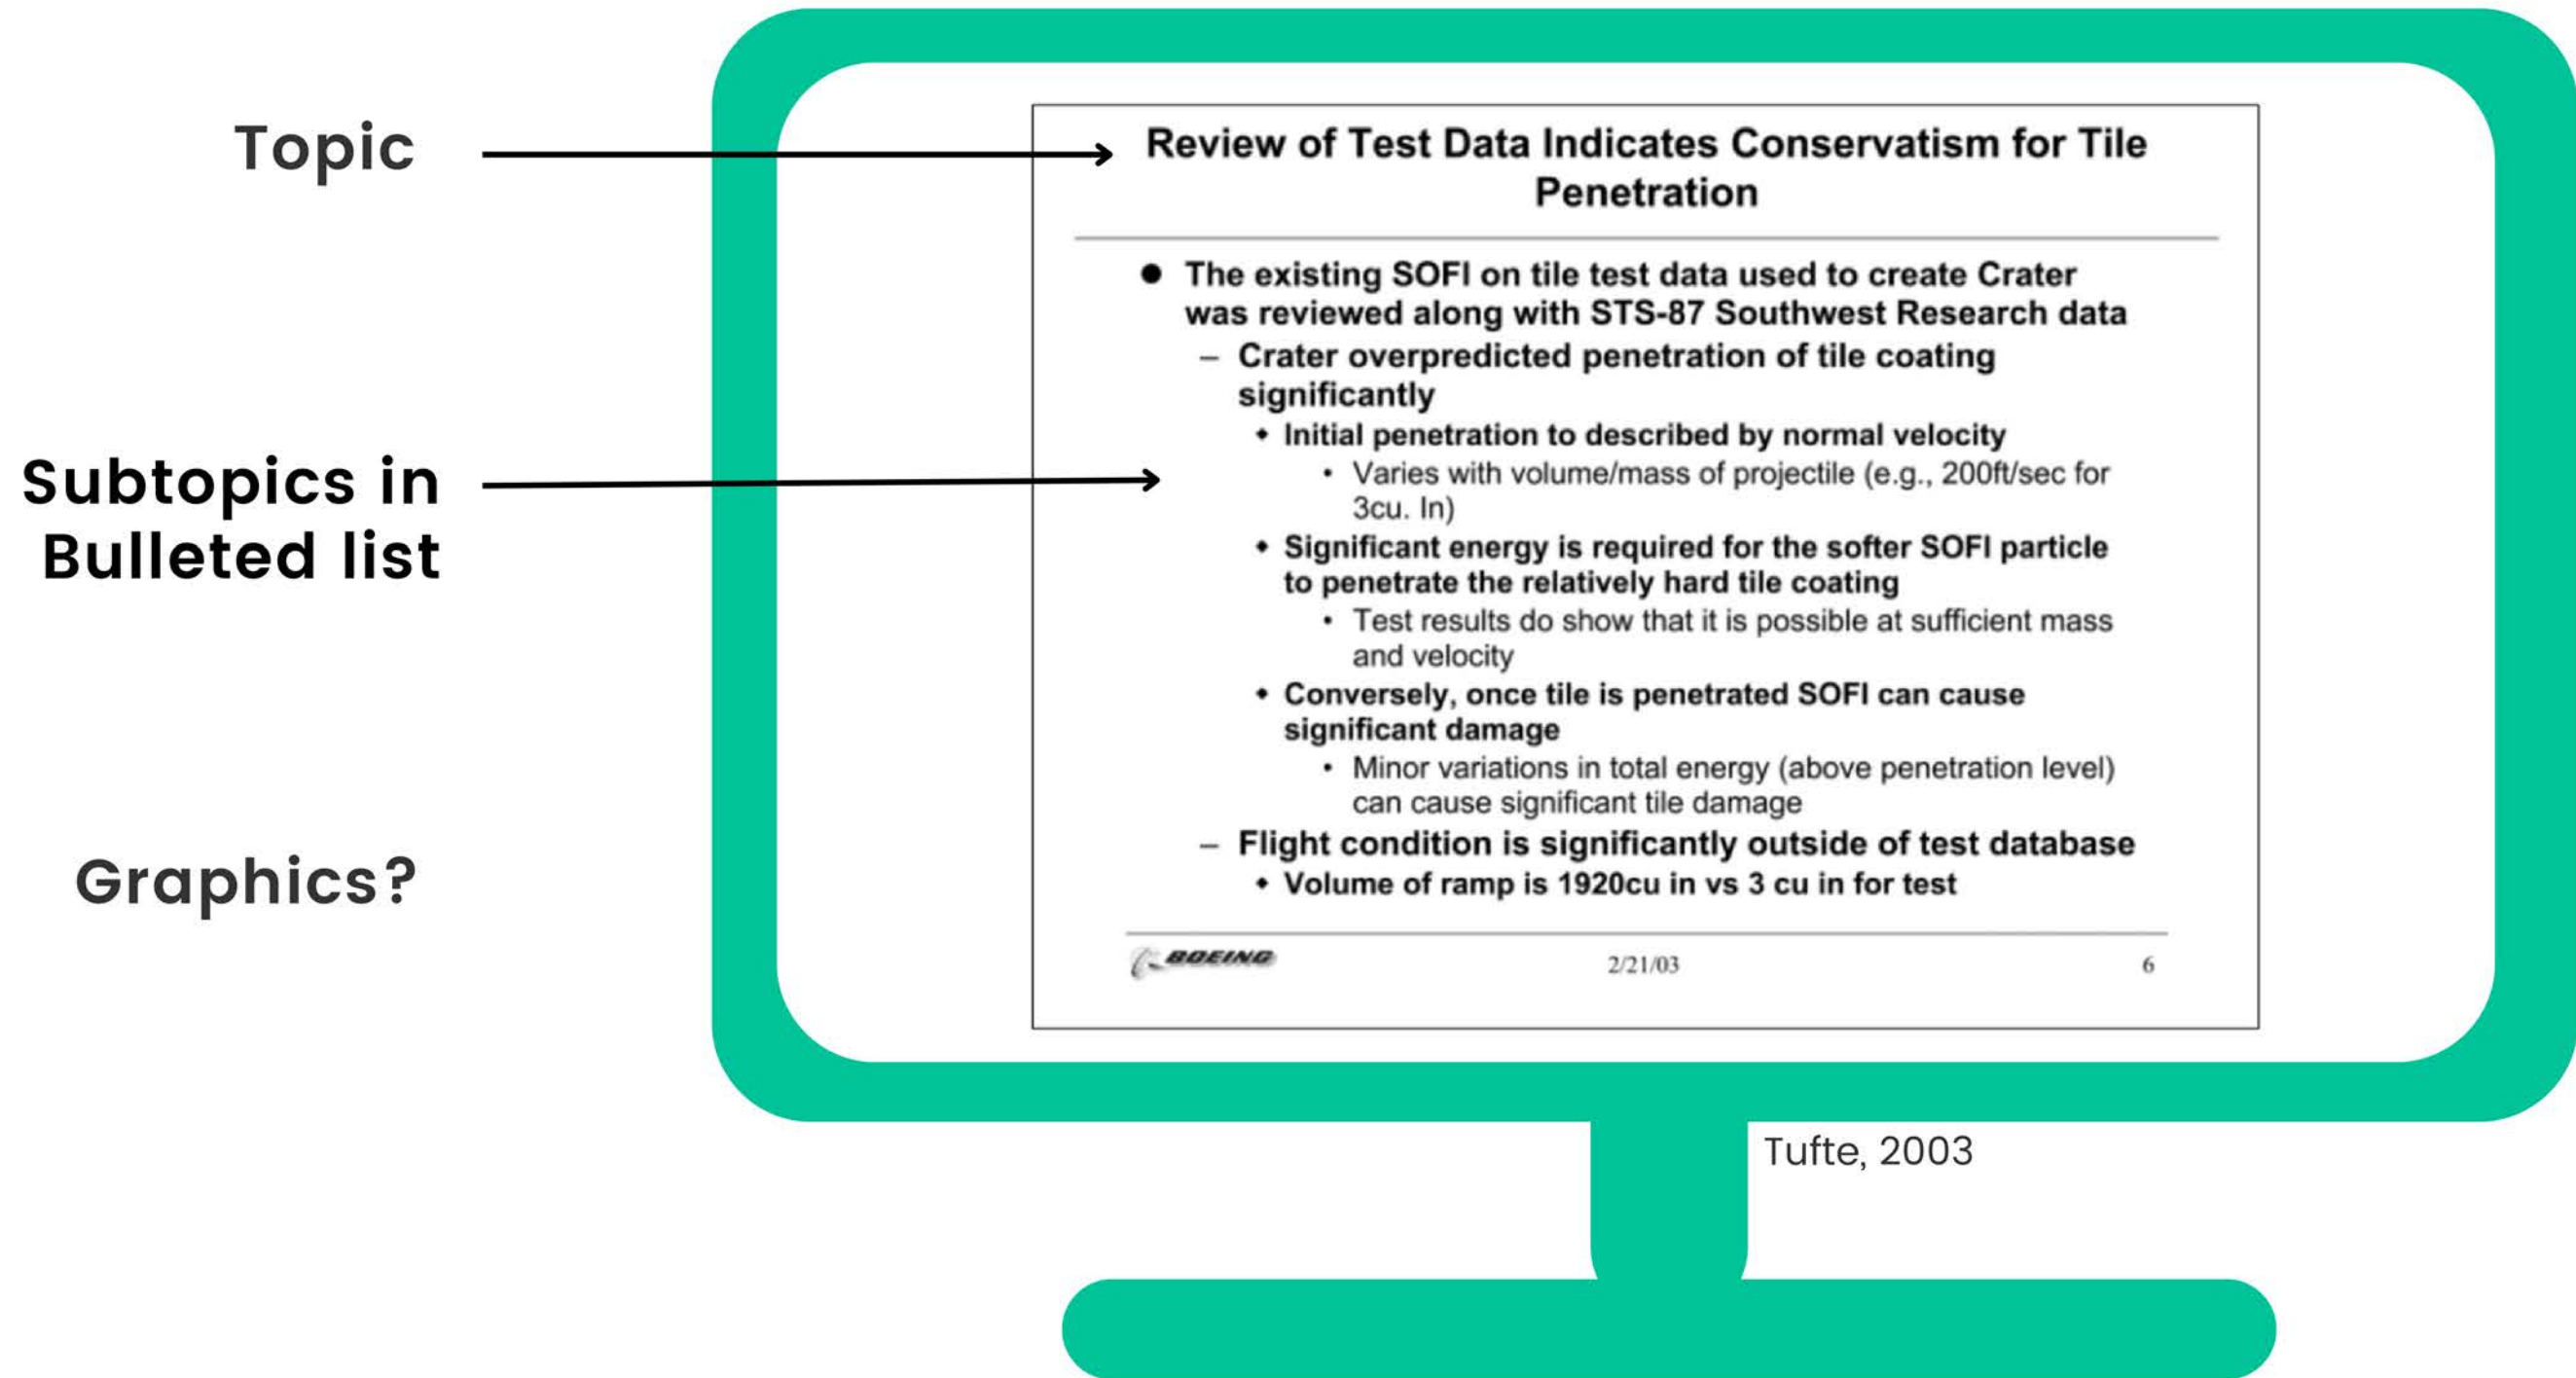 Topic
Subtopics in
Bulleted list
Graphics?
Review of Test Data Indicates Conservatism for Tile
Penetration
● The existing SOFI on tile test data used to create Crater
was reviewed along with STS-87 Southwest Research data
– Crater overpredicted penetration of tile coating
significantly
◆ Initial penetration to described by normal velocity
• Varies with volume/mass of projectile (e.g., 200ft/sec for
3cu. In)
◆ Significant energy is required for the softer SOFI particle
to penetrate the relatively hard tile coating
• Test results do show that it is possible at sufficient mass
and velocity
◆ Conversely, once tile is penetrated SOFI can cause
significant damage
• Minor variations in total energy (above penetration level)
can cause significant tile damage
– Flight condition is significantly outside of test database
◆ Volume of ramp is 1920cu in vs 3 cu in for test
BOEING
2/21/03
6
Tufte, 2003